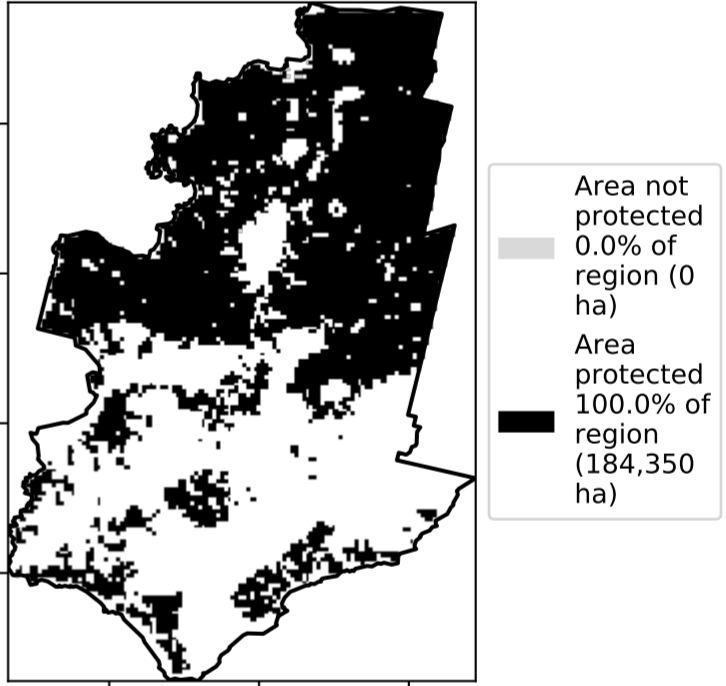 Area not
protected
0.0% of
region (0
ha)
Area
protected
100.0% of
region
(184,350
ha)